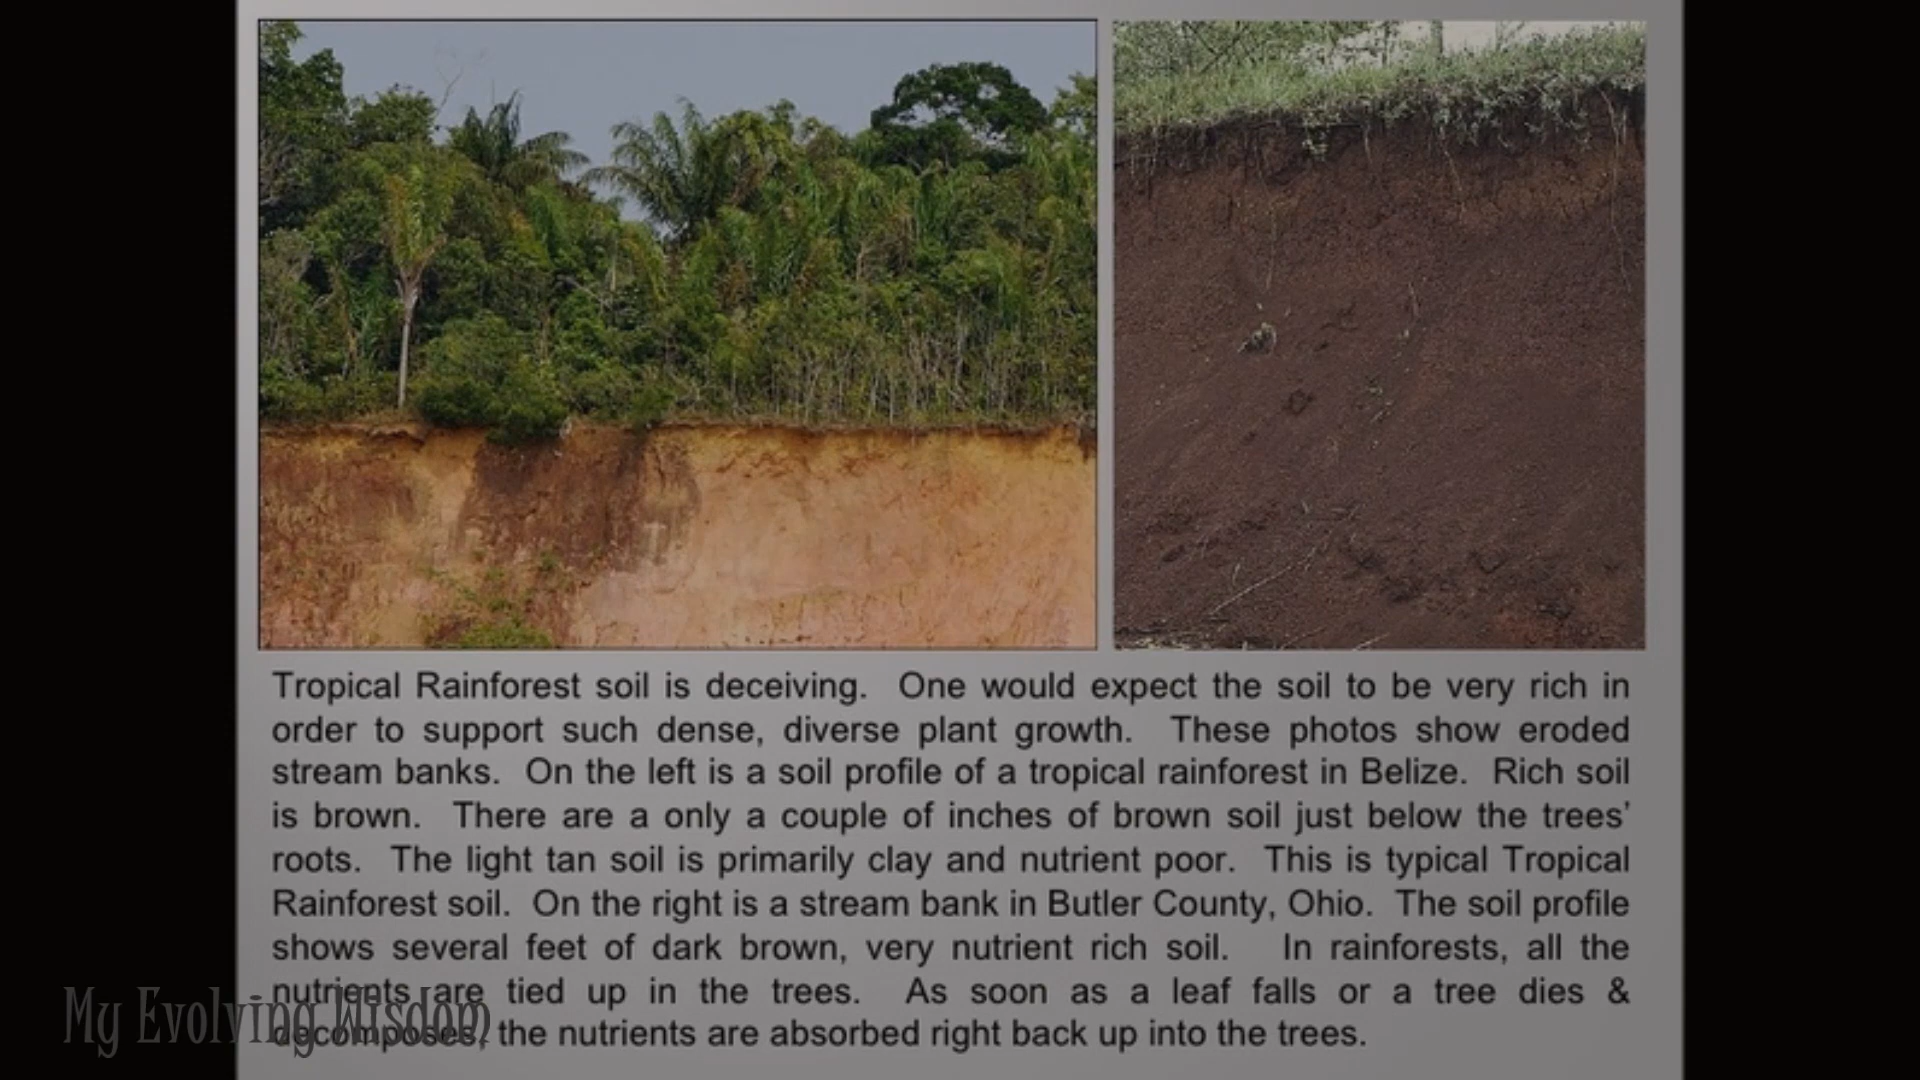 Tropical Rainforest soil is deceiving. One would expect the soil to be very rich in
order to support such dense, diverse plant growth. These photos show eroded
stream banks. On the left is a soil profile of a tropical rainforest in Belize. Rich soil
is brown. There are a only a couple of inches of brown soil just below the trees'
roots. The light tan soil is primarily clay and nutrient poor. This is typical Tropical
Rainforest soil. On the right is a stream bank in Butler County, Ohio. The soil profile
shows several feet of dark brown, very nutrient rich soil. In rainforests, all the
nutrients are tied up in the trees. As soon as a leaf falls or a tree dies &
decomposes, the nutrients are absorbed right back up into the trees.
My Evolving Wisdom